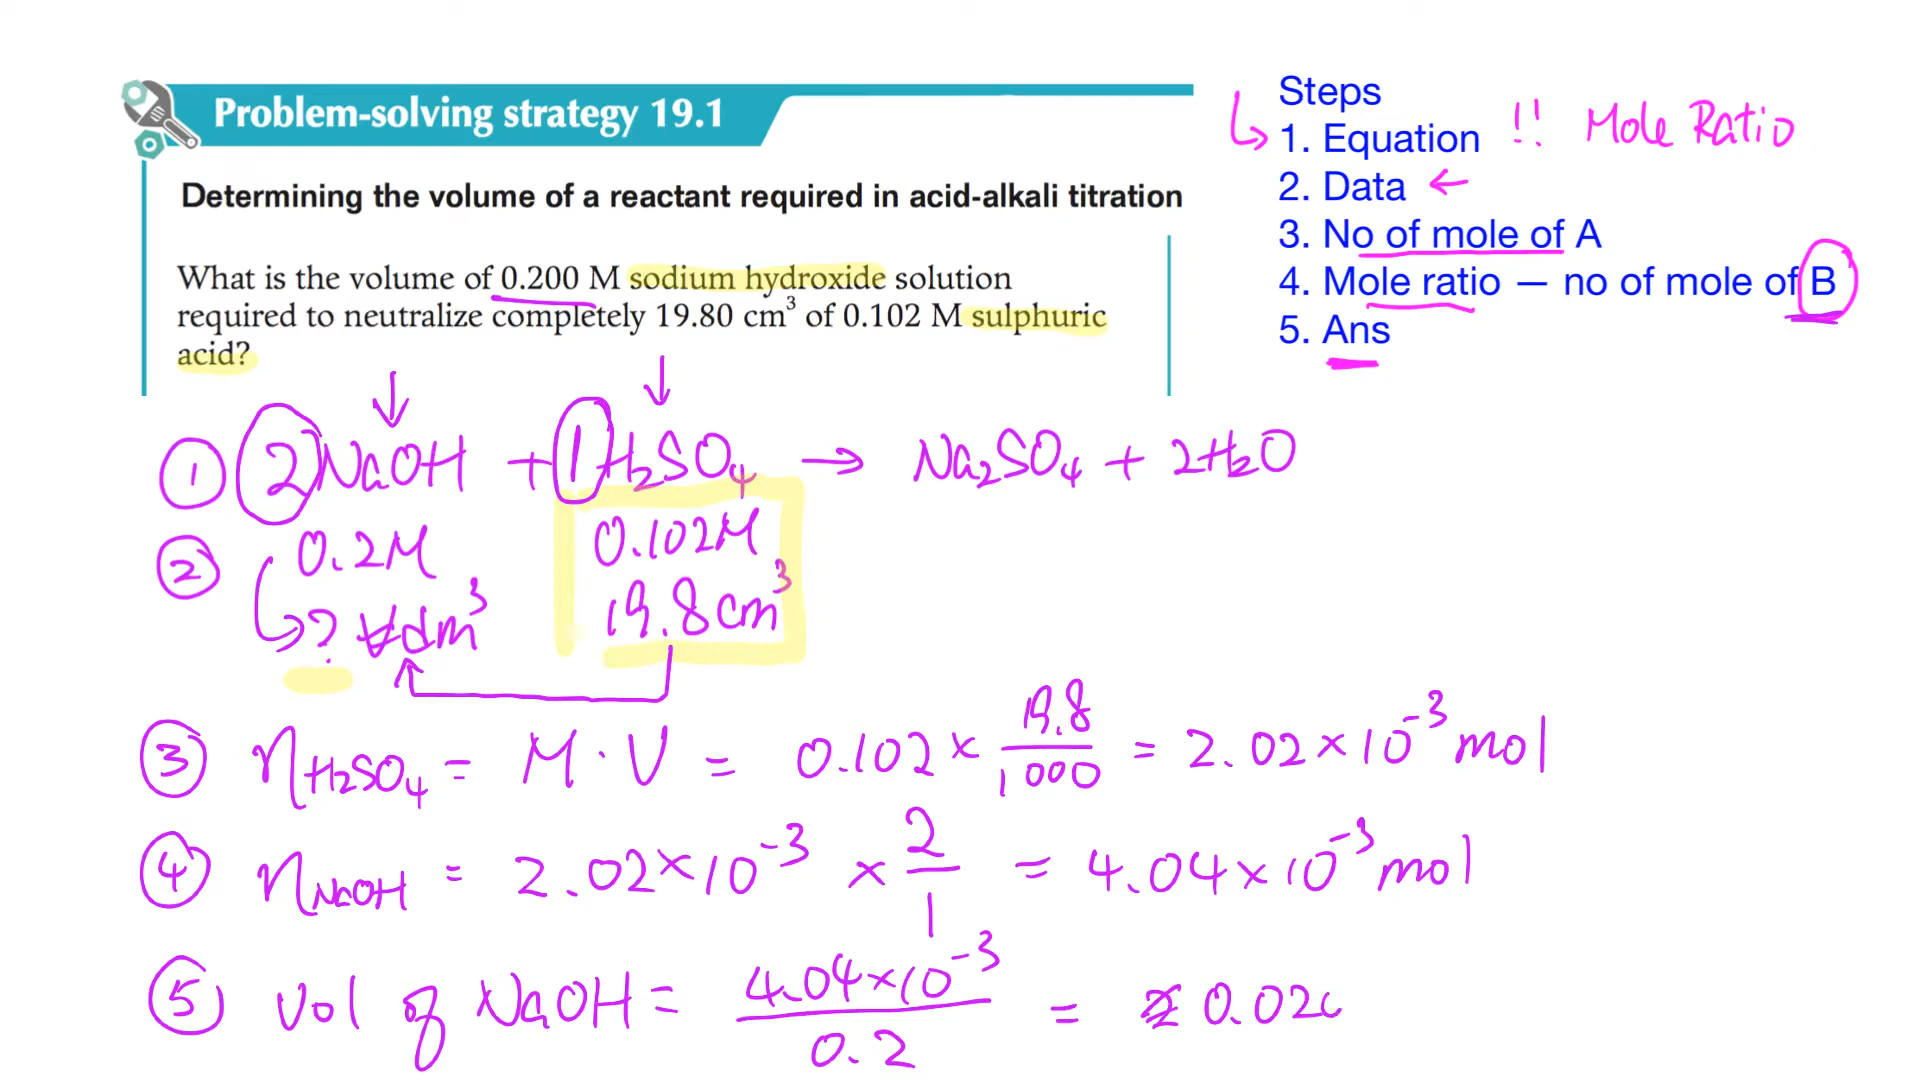 Problem-solving strategy 19.1
Determining the volume of a reactant required in acid-alkali titration
What is the volume of 0.200 M sodium hydroxide solution
required to neutralize completely 19.80 cm³ of 0.102 M sulphuric
acid?
Steps
1. Equation !! Mole Ratio
2. Data ←
3. No of mole of A
4. Mole ratio — no of mole of B
5. Ans
① 2NaOH + 1H₂SO₄ → Na₂SO₄ + 2H₂O
② 0.2M 0.102M
?? dm³ 19.8cm³
③ nH₂SO₄ = M · V = 0.102 × 19.8/1000 = 2.02×10⁻³ mol
④ nNaOH = 2.02×10⁻³ × 2/1 = 4.04×10⁻³ mol
⑤ Vol of NaOH = 4.04×10⁻³/0.2 = 0.020